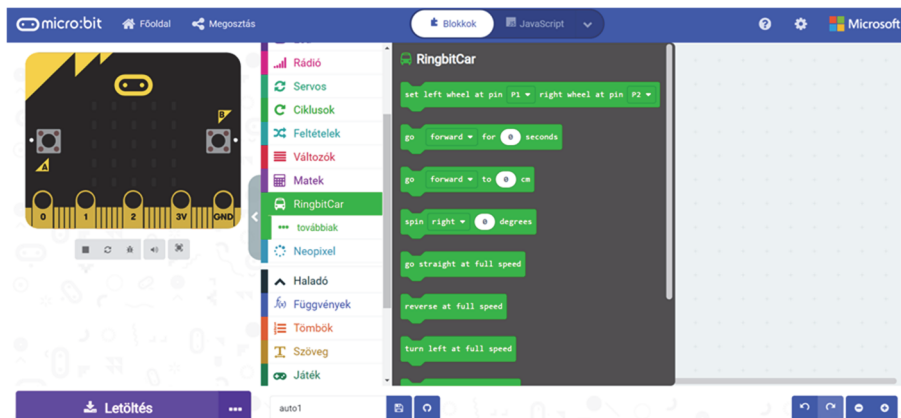 micro:bit Főoldal Megosztás Blokkok JavaScript Microsoft
A
B
0 1 2 3V GND
Rádió
Servos
Ciklusok
Feltételek
Változók
Matek
RingbitCar
továbbiak
Neopixel
Haladó
Függvények
Tömbök
Szöveg
Játék
RingbitCar
set left wheel at pin P1 right wheel at pin P2
go forward for 0 seconds
go forward to 0 cm
spin right 0 degrees
go straight at full speed
reverse at full speed
turn left at full speed
Letöltés
auto1